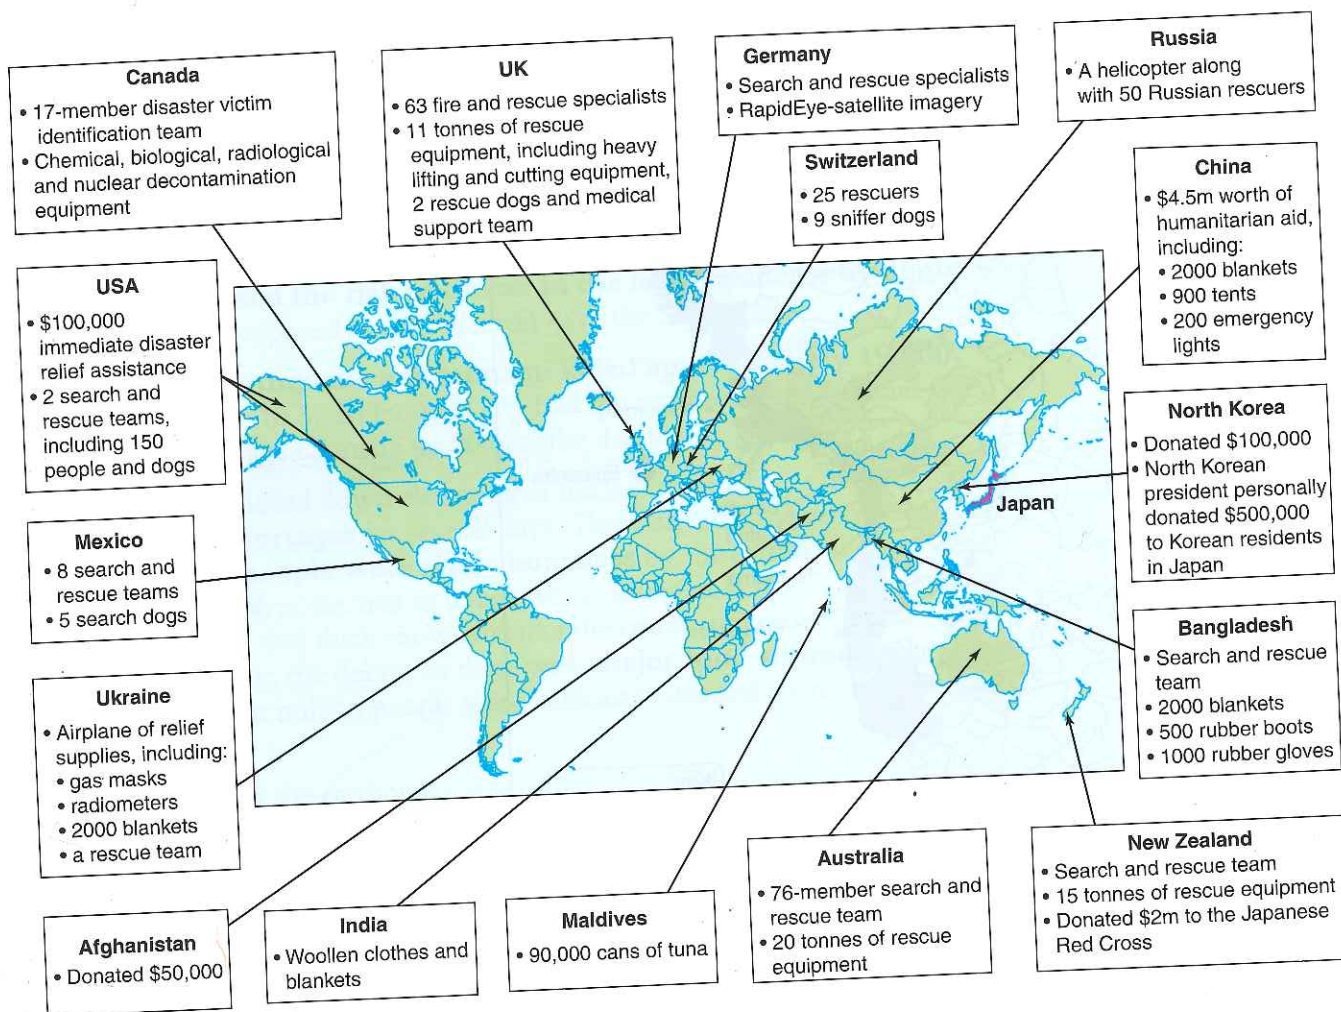 Canada
• 17-member disaster victim
identification team
• Chemical, biological, radiological
and nuclear decontamination
equipment
UK
• 63 fire and rescue specialists
• 11 tonnes of rescue
equipment, including heavy
lifting and cutting equipment,
2 rescue dogs and medical
support team
Germany
• Search and rescue specialists
• RapidEye-satellite imagery
Russia
• A helicopter along
with 50 Russian rescuers
Switzerland
• 25 rescuers
• 9 sniffer dogs
China
• $4.5m worth of
humanitarian aid,
including:
• 2000 blankets
• 900 tents
• 200 emergency
lights
USA
• $100,000
immediate disaster
relief assistance
• 2 search and
rescue teams,
including 150
people and dogs
North Korea
• Donated $100,000
• North Korean
president personally
donated $500,000
to Korean residents
in Japan
Japan
Mexico
• 8 search and
rescue teams
• 5 search dogs
Bangladesh
• Search and rescue
team
• 2000 blankets
• 500 rubber boots
• 1000 rubber gloves
Ukraine
• Airplane of relief
supplies, including:
• gas masks
• radiometers
• 2000 blankets
• a rescue team
Afghanistan
• Donated $50,000
India
• Woollen clothes and
blankets
Maldives
• 90,000 cans of tuna
Australia
• 76-member search and
rescue team
• 20 tonnes of rescue
equipment
New Zealand
• Search and rescue team
• 15 tonnes of rescue equipment
• Donated $2m to the Japanese
Red Cross